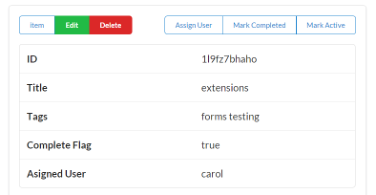 Item Edit Delete Assign User Mark Completed Mark Active
ID 1l9fz7bhaho
Title extensions
Tags forms testing
Complete Flag true
Asigned User carol